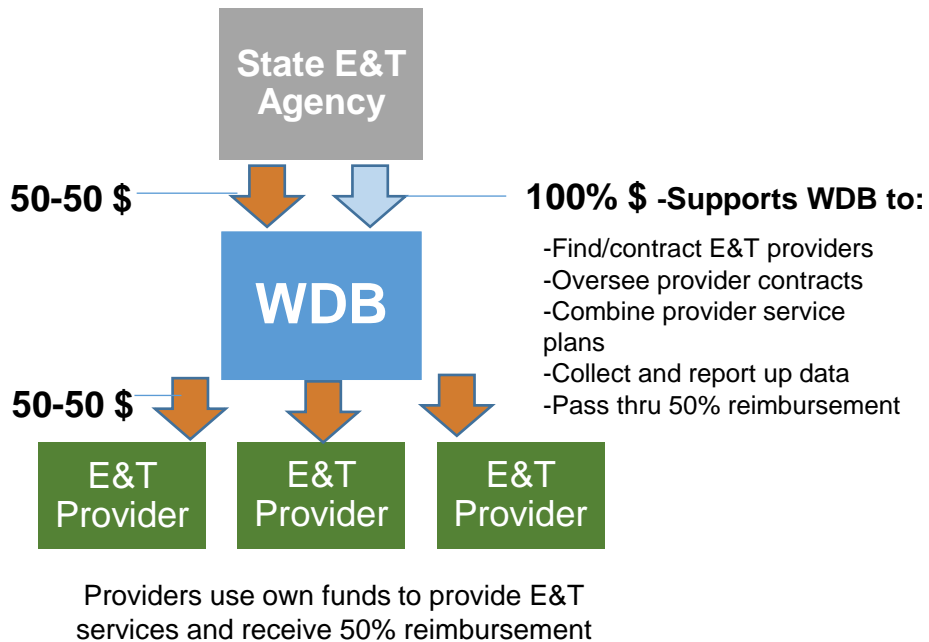 State E&T
Agency
50-50 $
100% $ -Supports WDB to:
-Find/contract E&T providers
-Oversee provider contracts
-Combine provider service
plans
-Collect and report up data
-Pass thru 50% reimbursement
WDB
50-50 $
E&T
Provider
E&T
Provider
E&T
Provider
Providers use own funds to provide E&T
services and receive 50% reimbursement